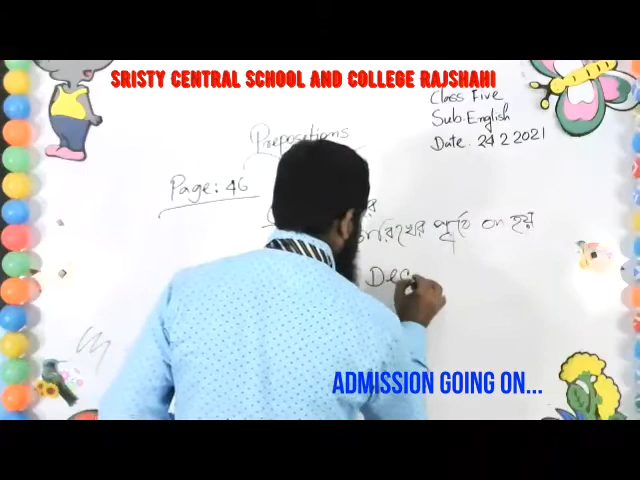 SRISTY CENTRAL SCHOOL AND COLLEGE RAJSHAHI
Class Five
Sub. English
Date. 24 2 2021
Prepositions
Page: 46
পূর্বে on হয়
Dec
ADMISSION GOING ON...